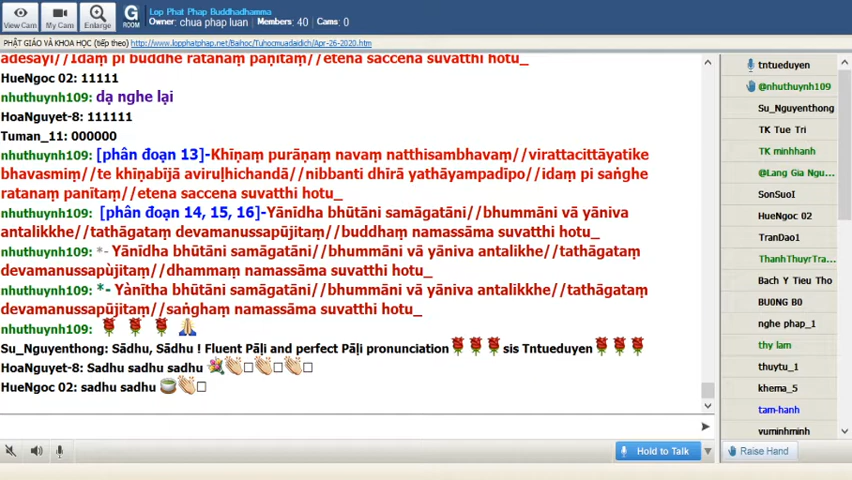 View Cam
My Cam
Enlarge
G
ROOM
Lop Phat Phap Buddhadhamma
Owner: chua phap luan Members: 40 Cams: 0
PHẬT GIÁO VÀ KHOA HỌC (tiếp theo) http://www.lopphatphap.net/Baihoc/Tuhocmuadaidich/Apr-26-2020.htm
adesayi//Idaṃ pi buddhe ratanaṃ paṇītaṃ//etena saccena suvatthi hotu_
HueNgoc 02: 11111
nhuthuynh109: dạ nghe lại
HoaNguyet-8: 111111
Tuman_11: 000000
nhuthuynh109: [phân đoạn 13]-Khīṇaṃ purāṇaṃ navaṃ natthisambhavaṃ//virattacittāyatike
bhavasmiṃ//te khīṇabījā aviruḷhichandā//nibbanti dhīrā yathāyampadīpo//idaṃ pi saṅghe
ratanaṃ panītaṃ//etena saccena suvatthi hotu_
nhuthuynh109: [phân đoạn 14, 15, 16]-Yānīdha bhūtāni samāgatāni//bhummāni vā yāniva
antalikkhe//tathāgataṃ devamanussapūjitaṃ//buddhaṃ namassāma suvatthi hotu_
nhuthuynh109: *- Yānīdha bhūtāni samāgatāni//bhummāni vā yāniva antalikhe//tathāgataṃ
devamanussapùjitaṃ//dhammaṃ namassāma suvatthi hotu_
nhuthuynh109: *- Yànītha bhūtāni samāgatāni//bhummāni vā yāniva antalikkhe//tathāgataṃ
devamanussapūjitaṃ//saṅghaṃ namassāma suvatthi hotu_
nhuthuynh109: 🌹 🌹 🌹 🙏
Su_Nguyenthong: Sādhu, Sādhu ! Fluent Pāḷi and perfect Pāḷi pronunciation🌹🌹🌹sis Tntueduyen🌹🌹🌹
HoaNguyet-8: Sadhu sadhu sadhu 💐👏□👏□👏□
HueNgoc 02: sadhu sadhu 🍵👏□
Hold to Talk
tntueduyen
@nhuthuynh109
Su_Nguyenthong
TK Tue Tri
TK minhhanh
@Lang Gia Ngu...
SonSuoI
HueNgoc 02
TranDao1
ThanhThuyrTra...
Bach Y Tieu Tho
BU0NG B0
nghe phap_1
thy lam
thuytu_1
khema_5
tam-hanh
vuminhminh
Raise Hand